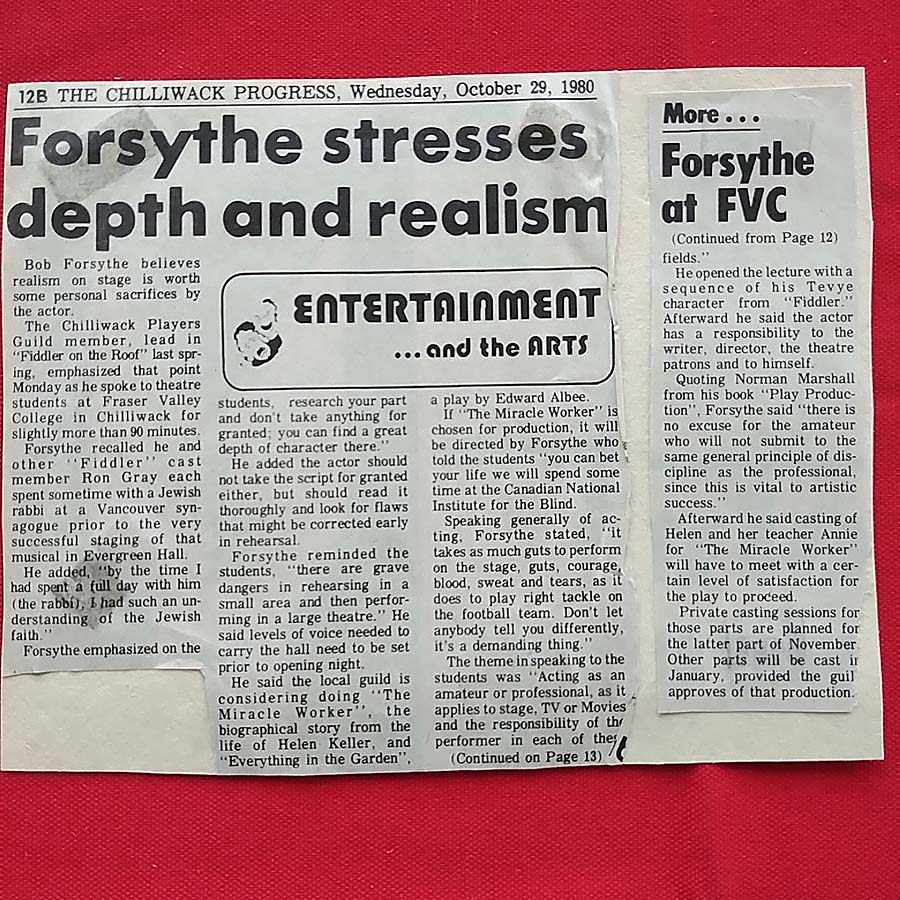 12B THE CHILLIWACK PROGRESS, Wednesday, October 29, 1980
Forsythe stresses
depth and realism
Bob Forsythe believes
realism on stage is worth
some personal sacrifices by
the actor.
The Chilliwack Players
Guild member, lead in
"Fiddler on the Roof" last spr-
ing, emphasized that point
Monday as he spoke to theatre
students at Fraser Valley
College in Chilliwack for
slightly more than 90 minutes.
Forsythe recalled he and
other "Fiddler" cast
member Ron Gray each
spent sometime with a Jewish
rabbi at a Vancouver syn-
agogue prior to the very
successful staging of that
musical in Evergreen Hall.
He added, "by the time I
had spent a full day with him
(the rabbi), I had such an un-
derstanding of the Jewish
faith."
Forsythe emphasized on the
ENTERTAINMENT
...and the ARTS
students, research your part
and don't take anything for
granted; you can find a great
depth of character there."
He added the actor should
not take the script for granted
either, but should read it
thoroughly and look for flaws
that might be corrected early
in rehearsal.
Forsythe reminded the
students, "there are grave
dangers in rehearsing in a
small area and then perfor-
ming in a large theatre." He
said levels of voice needed to
carry the hall need to be set
prior to opening night.
He said the local guild is
considering doing "The
Miracle Worker", the
biographical story from the
life of Helen Keller, and
"Everything in the Garden",
a play by Edward Albee.
If "The Miracle Worker" is
chosen for production, it will
be directed by Forsythe who
told the students "you can bet
your life we will spend some
time at the Canadian National
Institute for the Blind.
Speaking generally of ac-
ting, Forsythe stated, "it
takes as much guts to perform
on the stage, guts, courage,
blood, sweat and tears, as it
does to play right tackle on
the football team. Don't let
anybody tell you differently,
it's a demanding thing."
The theme in speaking to the
students was "Acting as an
amateur or professional, as it
applies to stage, TV or Movies
and the responsibility of the
performer in each of thes
(Continued on Page 13)
More...
Forsythe
at FVC
(Continued from Page 12)
fields."
He opened the lecture with a
sequence of his Tevye
character from "Fiddler."
Afterward he said the actor
has a responsibility to the
writer, director, the theatre
patrons and to himself.
Quoting Norman Marshall
from his book "Play Produc-
tion", Forsythe said "there is
no excuse for the amateur
who will not submit to the
same general principle of dis-
cipline as the professional,
since this is vital to artistic
success."
Afterward he said casting of
Helen and her teacher Annie
for "The Miracle Worker"
will have to meet with a cer-
tain level of satisfaction for
the play to proceed.
Private casting sessions for
those parts are planned for
the latter part of November.
Other parts will be cast in
January, provided the guil
approves of that production.